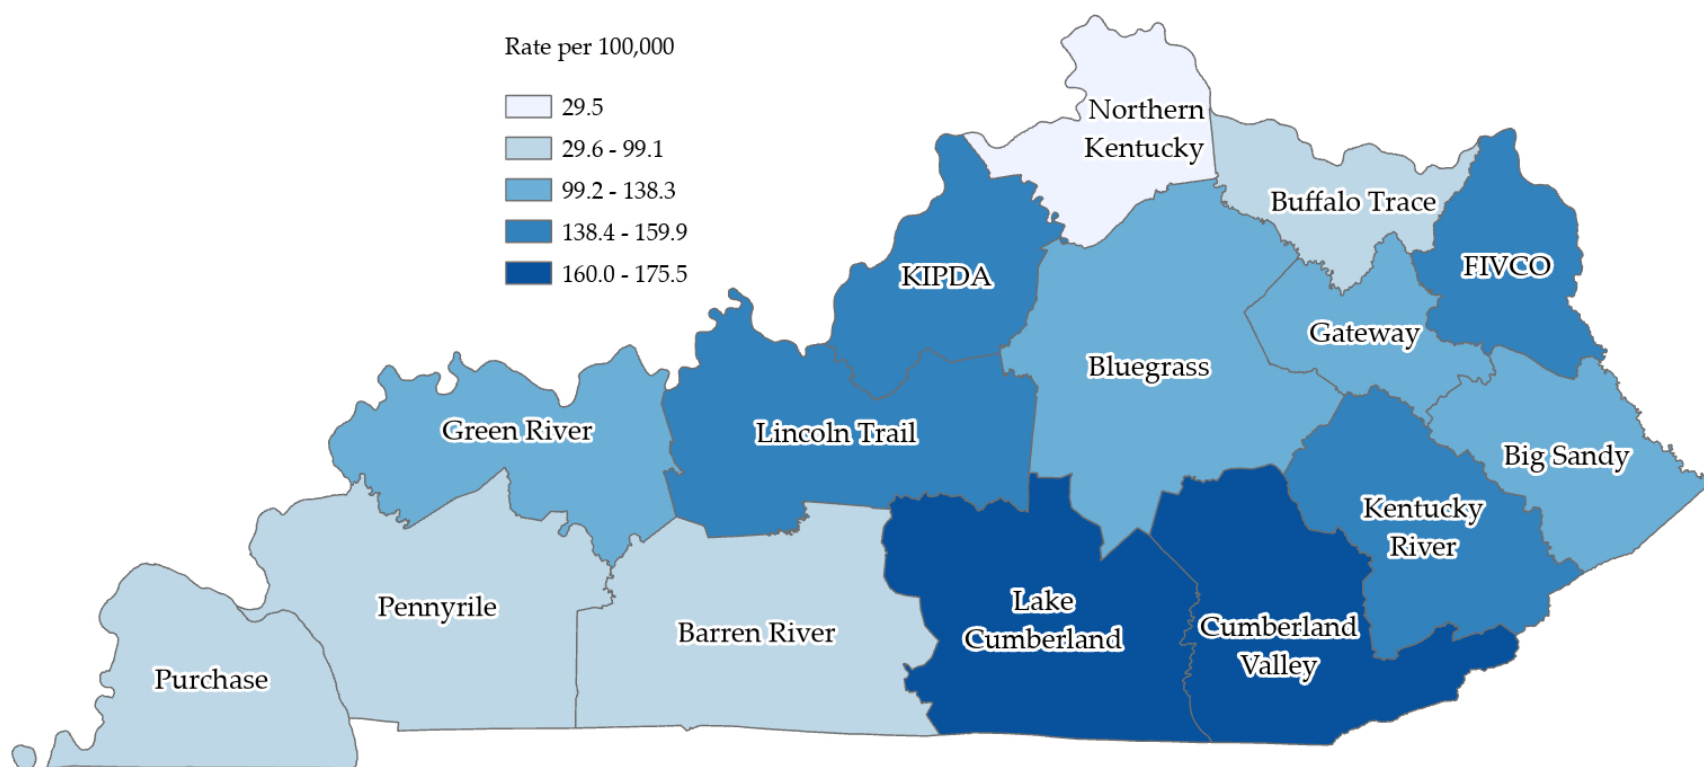 Rate per 100,000
29.5
29.6 - 99.1
99.2 - 138.3
138.4 - 159.9
160.0 - 175.5
Northern
Kentucky
Buffalo Trace
FIVCO
KIPDA
Gateway
Bluegrass
Green River
Lincoln Trail
Big Sandy
Kentucky
River
Pennyrile
Barren River
Lake
Cumberland
Cumberland
Valley
Purchase